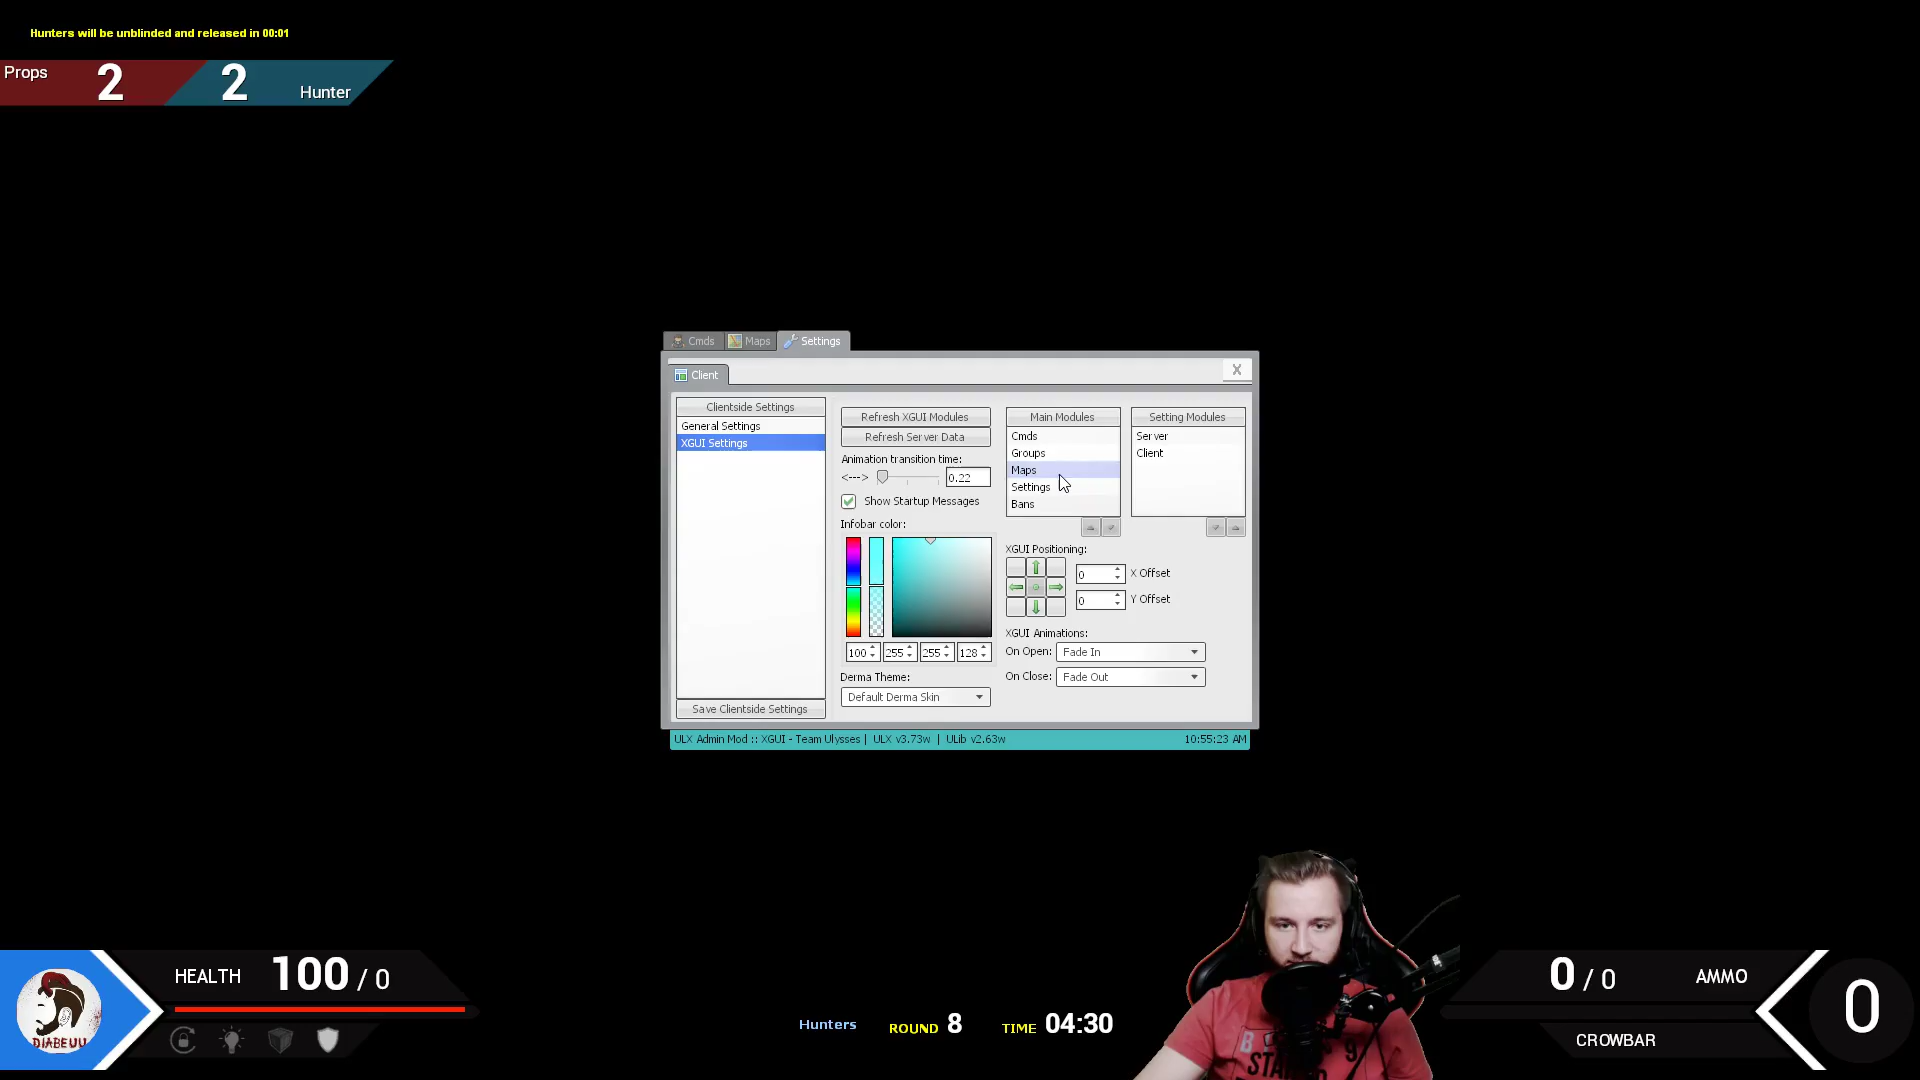 Hunters will be unblinded and released in 00:01
Props 2 2 Hunter
Cmds Maps Settings
Client X
Clientside Settings
General Settings
XGUI Settings
Save Clientside Settings
Refresh XGUI Modules
Refresh Server Data
Animation transition time:
<---> 0.22
Show Startup Messages
Infobar color:
100 255 255 128
Derma Theme:
Default Derma Skin
Main Modules
Cmds
Groups
Maps
Settings
Bans
Setting Modules
Server
Client
XGUI Positioning:
0 X Offset
0 Y Offset
XGUI Animations:
On Open: Fade In
On Close: Fade Out
ULX Admin Mod :: XGUI - Team Ulysses | ULX v3.73w | ULib v2.63w 10:55:23 AM
DIABEUU
HEALTH 100 / 0
Hunters ROUND 8 TIME 04:30
0 / 0 AMMO
CROWBAR
0